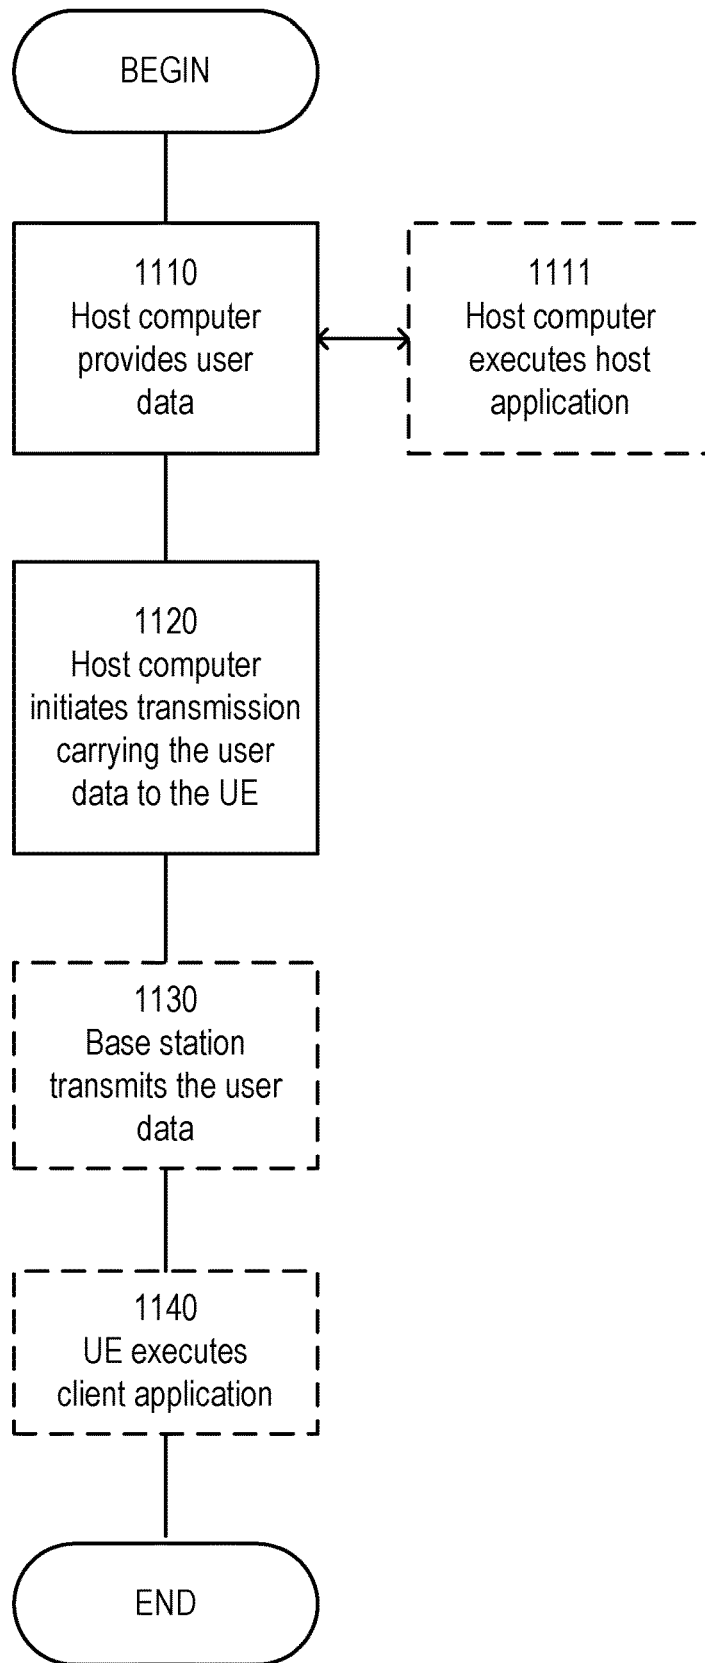 BEGIN
1110
Host computer
provides user
data
1111
Host computer
executes host
application
1120
Host computer
initiates transmission
carrying the user
data to the UE
1130
Base station
transmits the user
data
1140
UE executes
client application
END